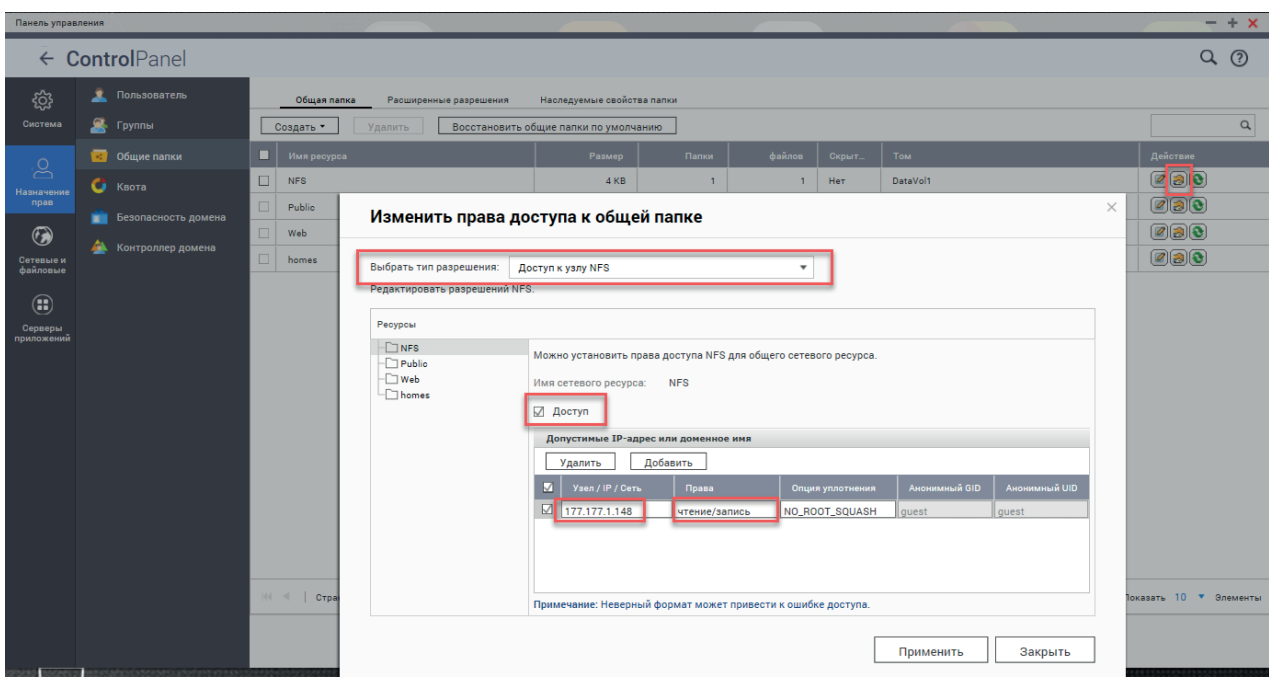 Панель управления
ControlPanel
Система
Назначение прав
Сетевые и файловые
Серверы приложений
Пользователь
Группы
Общие папки
Квота
Безопасность домена
Контроллер домена
Общая папка Расширенные разрешения Наследуемые свойства папки
Создать Удалить Восстановить общие папки по умолчанию
Имя ресурса Размер Папки файлов Скрыт... Том Действие
NFS 4 KB 1 1 Нет DataVol1
Public
Web
homes
Изменить права доступа к общей папке
Выбрать тип разрешения: Доступ к узлу NFS
Редактировать разрешений NFS.
Ресурсы
NFS
Public
Web
homes
Можно установить права доступа NFS для общего сетевого ресурса.
Имя сетевого ресурса: NFS
Доступ
Допустимые IP-адрес или доменное имя
Удалить Добавить
Узел / IP / Сеть Права Опция уплотнения Анонимный GID Анонимный UID
177.177.1.148 чтение/запись NO_ROOT_SQUASH guest guest
Примечание: Неверный формат может привести к ошибке доступа.
Стра
Показать 10 Элементы
Применить Закрыть